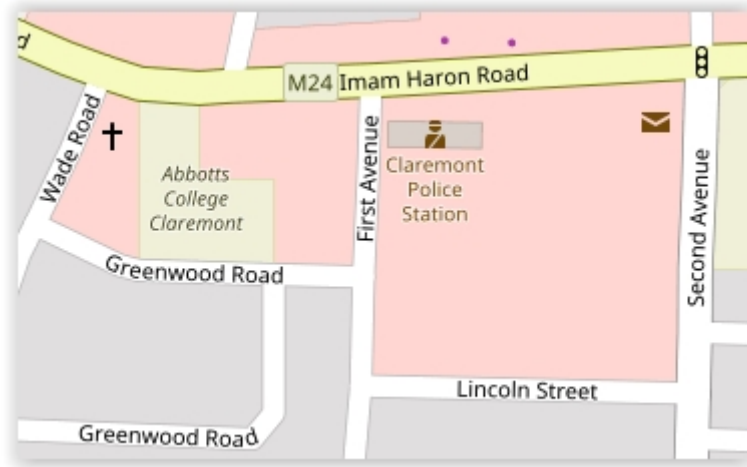 d
M24
Imam Haron Road
Wade Road
Abbotts
College
Claremont
First Avenue
Claremont
Police
Station
Second Avenue
Greenwood Road
Lincoln Street
Greenwood Road